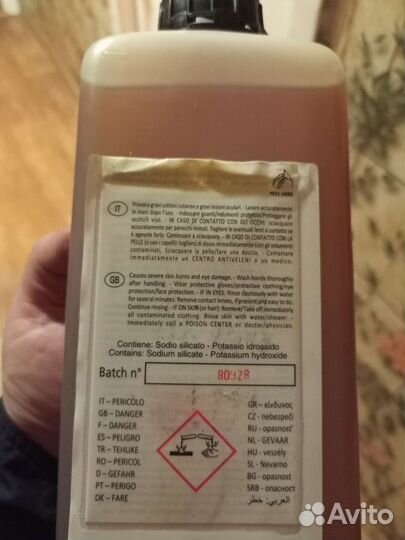 PEEL HERE
IT
Provoca gravi ustioni cutanee e gravi lesioni oculari. - Lavare accuratamente
le mani dopo l'uso. - Indossare guanti/indumenti protettivi/Proteggere gli
occhi/il viso. - IN CASO DI CONTATTO CON GLI OCCHI: sciacquare
accuratamente per parecchi minuti. Togliere le eventuali lenti a contatto se
è agevole farlo. Continuare a sciacquare. - IN CASO DI CONTATTO CON LA
PELLE (o con i capelli): togliersi di dosso immediatamente tutti gli indumenti
contaminati. Sciacquare la pelle/fare una doccia. - Contattare
immediatamente un CENTRO ANTIVELENI o un medico.
GB
Causes severe skin burns and eye damage. - Wash hands thoroughly
after handling. - Wear protective gloves/protective clothing/eye
protection/face protection. - IF IN EYES: Rinse cautiously with water
for several minutes. Remove contact lenses, if present and easy to do.
Continue rinsing. - IF ON SKIN (or hair): Remove/Take off immediately
all contaminated clothing. Rinse skin with water/shower. -
Immediately call a POISON CENTER or doctor/physician.
Contiene: Sodio silicato - Potassio idrossido
Contains: Sodium silicate - Potassium hydroxide
Batch n°
80928
IT – PERICOLO
GB – DANGER
F – DANGER
ES – PELIGRO
TR – TEHLIKE
RO – PERICOL
D – GEFAHR
PT – PERIGO
DK – FARE
GR – κίνδυνος
CZ – nebezpečí
RU – opasnost'
NL – GEVAAR
HU – veszély
SL – Nevarno
BG – opasnost
SRB – опасност
العربي: خطر
Avito